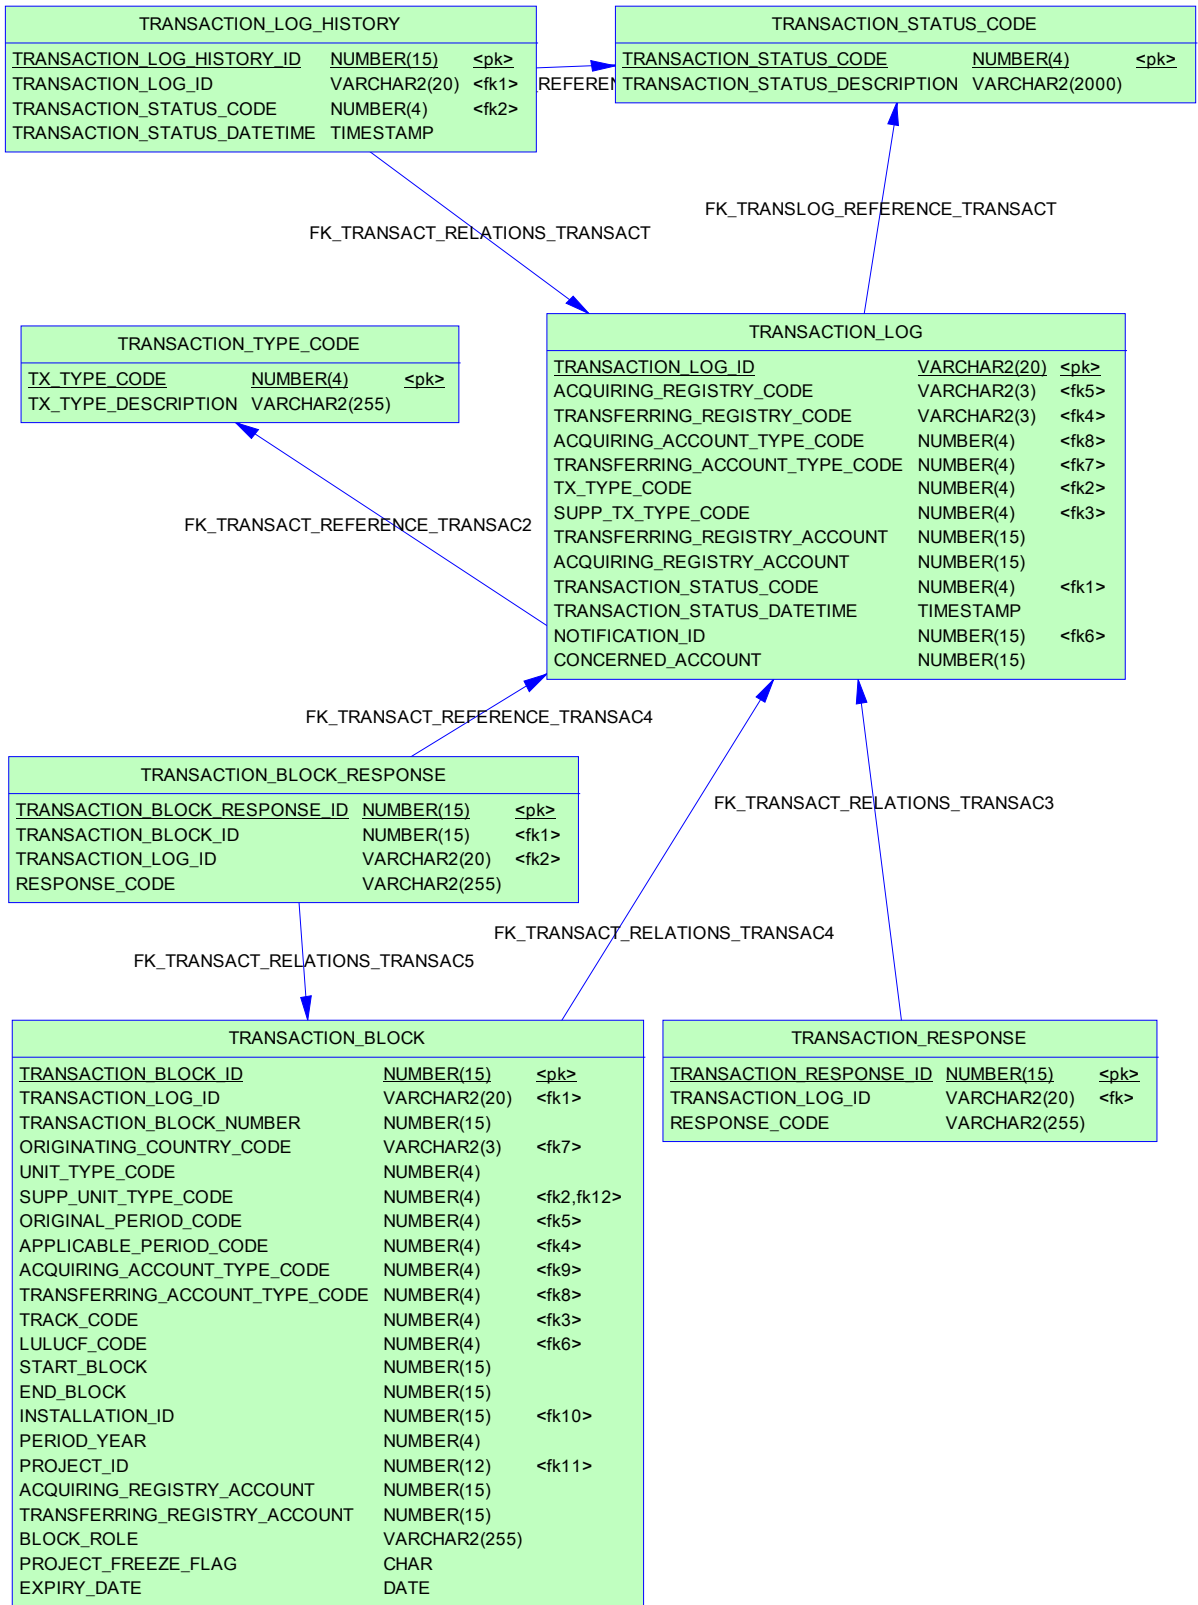 TRANSACTION_LOG_HISTORY
TRANSACTION_LOG_HISTORY_ID NUMBER(15) <pk>
TRANSACTION_LOG_ID VARCHAR2(20) <fk1>
TRANSACTION_STATUS_CODE NUMBER(4) <fk2>
TRANSACTION_STATUS_DATETIME TIMESTAMP
TRANSACTION_STATUS_CODE
TRANSACTION_STATUS_CODE NUMBER(4) <pk>
TRANSACTION_STATUS_DESCRIPTION VARCHAR2(2000)
FK_TRANSLOG_REFERENCE_TRANSACT
FK_TRANSACT_RELATIONS_TRANSACT
TRANSACTION_TYPE_CODE
TX_TYPE_CODE NUMBER(4) <pk>
TX_TYPE_DESCRIPTION VARCHAR2(255)
TRANSACTION_LOG
TRANSACTION_LOG_ID VARCHAR2(20) <pk>
ACQUIRING_REGISTRY_CODE VARCHAR2(3) <fk5>
TRANSFERRING_REGISTRY_CODE VARCHAR2(3) <fk4>
ACQUIRING_ACCOUNT_TYPE_CODE NUMBER(4) <fk8>
TRANSFERRING_ACCOUNT_TYPE_CODE NUMBER(4) <fk7>
TX_TYPE_CODE NUMBER(4) <fk2>
SUPP_TX_TYPE_CODE NUMBER(4) <fk3>
TRANSFERRING_REGISTRY_ACCOUNT NUMBER(15)
ACQUIRING_REGISTRY_ACCOUNT NUMBER(15)
TRANSACTION_STATUS_CODE NUMBER(4) <fk1>
TRANSACTION_STATUS_DATETIME TIMESTAMP
NOTIFICATION_ID NUMBER(15) <fk6>
CONCERNED_ACCOUNT NUMBER(15)
FK_TRANSACT_REFERENCE_TRANSAC2
FK_TRANSACT_REFERENCE_TRANSAC4
TRANSACTION_BLOCK_RESPONSE
TRANSACTION_BLOCK_RESPONSE_ID NUMBER(15) <pk>
TRANSACTION_BLOCK_ID NUMBER(15) <fk1>
TRANSACTION_LOG_ID VARCHAR2(20) <fk2>
RESPONSE_CODE VARCHAR2(255)
FK_TRANSACT_RELATIONS_TRANSAC3
FK_TRANSACT_RELATIONS_TRANSAC4
FK_TRANSACT_RELATIONS_TRANSAC5
TRANSACTION_BLOCK
TRANSACTION_BLOCK_ID NUMBER(15) <pk>
TRANSACTION_LOG_ID VARCHAR2(20) <fk1>
TRANSACTION_BLOCK_NUMBER NUMBER(15)
ORIGINATING_COUNTRY_CODE VARCHAR2(3) <fk7>
UNIT_TYPE_CODE NUMBER(4)
SUPP_UNIT_TYPE_CODE NUMBER(4) <fk2,fk12>
ORIGINAL_PERIOD_CODE NUMBER(4) <fk5>
APPLICABLE_PERIOD_CODE NUMBER(4) <fk4>
ACQUIRING_ACCOUNT_TYPE_CODE NUMBER(4) <fk9>
TRANSFERRING_ACCOUNT_TYPE_CODE NUMBER(4) <fk8>
TRACK_CODE NUMBER(4) <fk3>
LULUCF_CODE NUMBER(4) <fk6>
START_BLOCK NUMBER(15)
END_BLOCK NUMBER(15)
INSTALLATION_ID NUMBER(15) <fk10>
PERIOD_YEAR NUMBER(4)
PROJECT_ID NUMBER(12) <fk11>
ACQUIRING_REGISTRY_ACCOUNT NUMBER(15)
TRANSFERRING_REGISTRY_ACCOUNT NUMBER(15)
BLOCK_ROLE VARCHAR2(255)
PROJECT_FREEZE_FLAG CHAR
EXPIRY_DATE DATE
TRANSACTION_RESPONSE
TRANSACTION_RESPONSE_ID NUMBER(15) <pk>
TRANSACTION_LOG_ID VARCHAR2(20) <fk>
RESPONSE_CODE VARCHAR2(255)